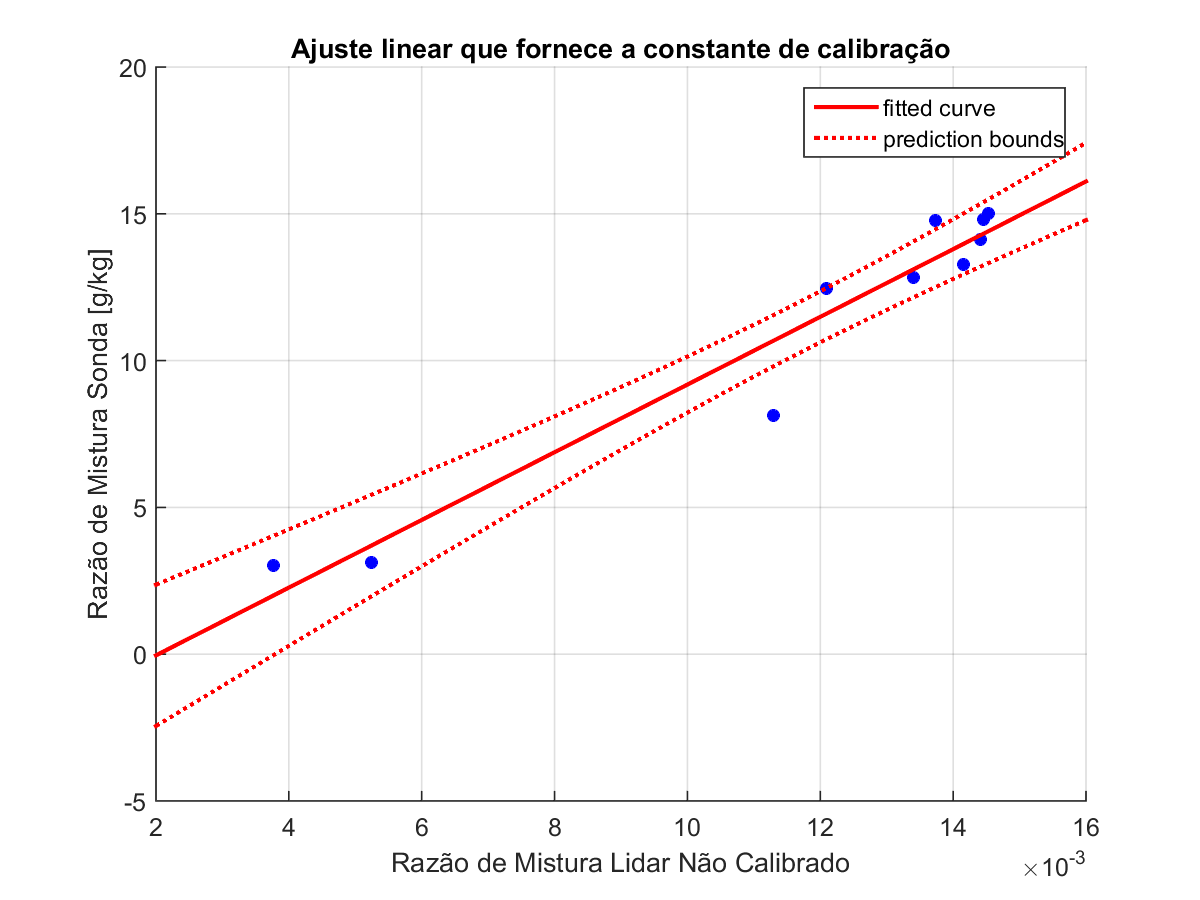 Ajuste linear que fornece a constante de calibração
fitted curve
prediction bounds
Razão de Mistura Sonda [g/kg]
20
15
10
5
0
-5
2 4 6 8 10 12 14 16
Razão de Mistura Lidar Não Calibrado
×10-3